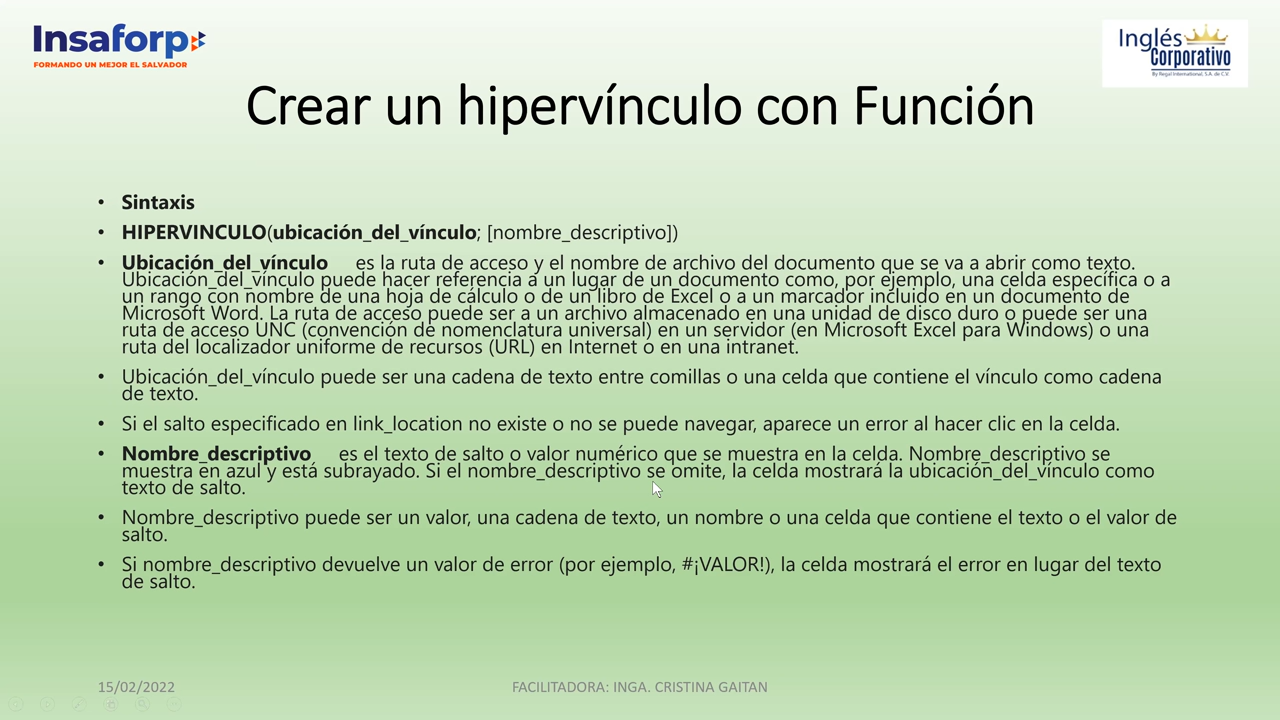 Insaforp
FORMANDO UN MEJOR EL SALVADOR
Inglés
Corporativo
By Regal International, S.A. de C.V.
Crear un hipervínculo con Función
• Sintaxis
• HIPERVINCULO(ubicación_del_vínculo; [nombre_descriptivo])
• Ubicación_del_vínculo es la ruta de acceso y el nombre de archivo del documento que se va a abrir como texto.
Ubicación_del_vínculo puede hacer referencia a un lugar de un documento como, por ejemplo, una celda específica o a
un rango con nombre de una hoja de cálculo o de un libro de Excel o a un marcador incluido en un documento de
Microsoft Word. La ruta de acceso puede ser a un archivo almacenado en una unidad de disco duro o puede ser una
ruta de acceso UNC (convención de nomenclatura universal) en un servidor (en Microsoft Excel para Windows) o una
ruta del localizador uniforme de recursos (URL) en Internet o en una intranet.
• Ubicación_del_vínculo puede ser una cadena de texto entre comillas o una celda que contiene el vínculo como cadena
de texto.
• Si el salto especificado en link_location no existe o no se puede navegar, aparece un error al hacer clic en la celda.
• Nombre_descriptivo es el texto de salto o valor numérico que se muestra en la celda. Nombre_descriptivo se
muestra en azul y está subrayado. Si el nombre_descriptivo se omite, la celda mostrará la ubicación_del_vínculo como
texto de salto.
• Nombre_descriptivo puede ser un valor, una cadena de texto, un nombre o una celda que contiene el texto o el valor de
salto.
• Si nombre_descriptivo devuelve un valor de error (por ejemplo, #¡VALOR!), la celda mostrará el error en lugar del texto
de salto.
15/02/2022
FACILITADORA: INGA. CRISTINA GAITAN